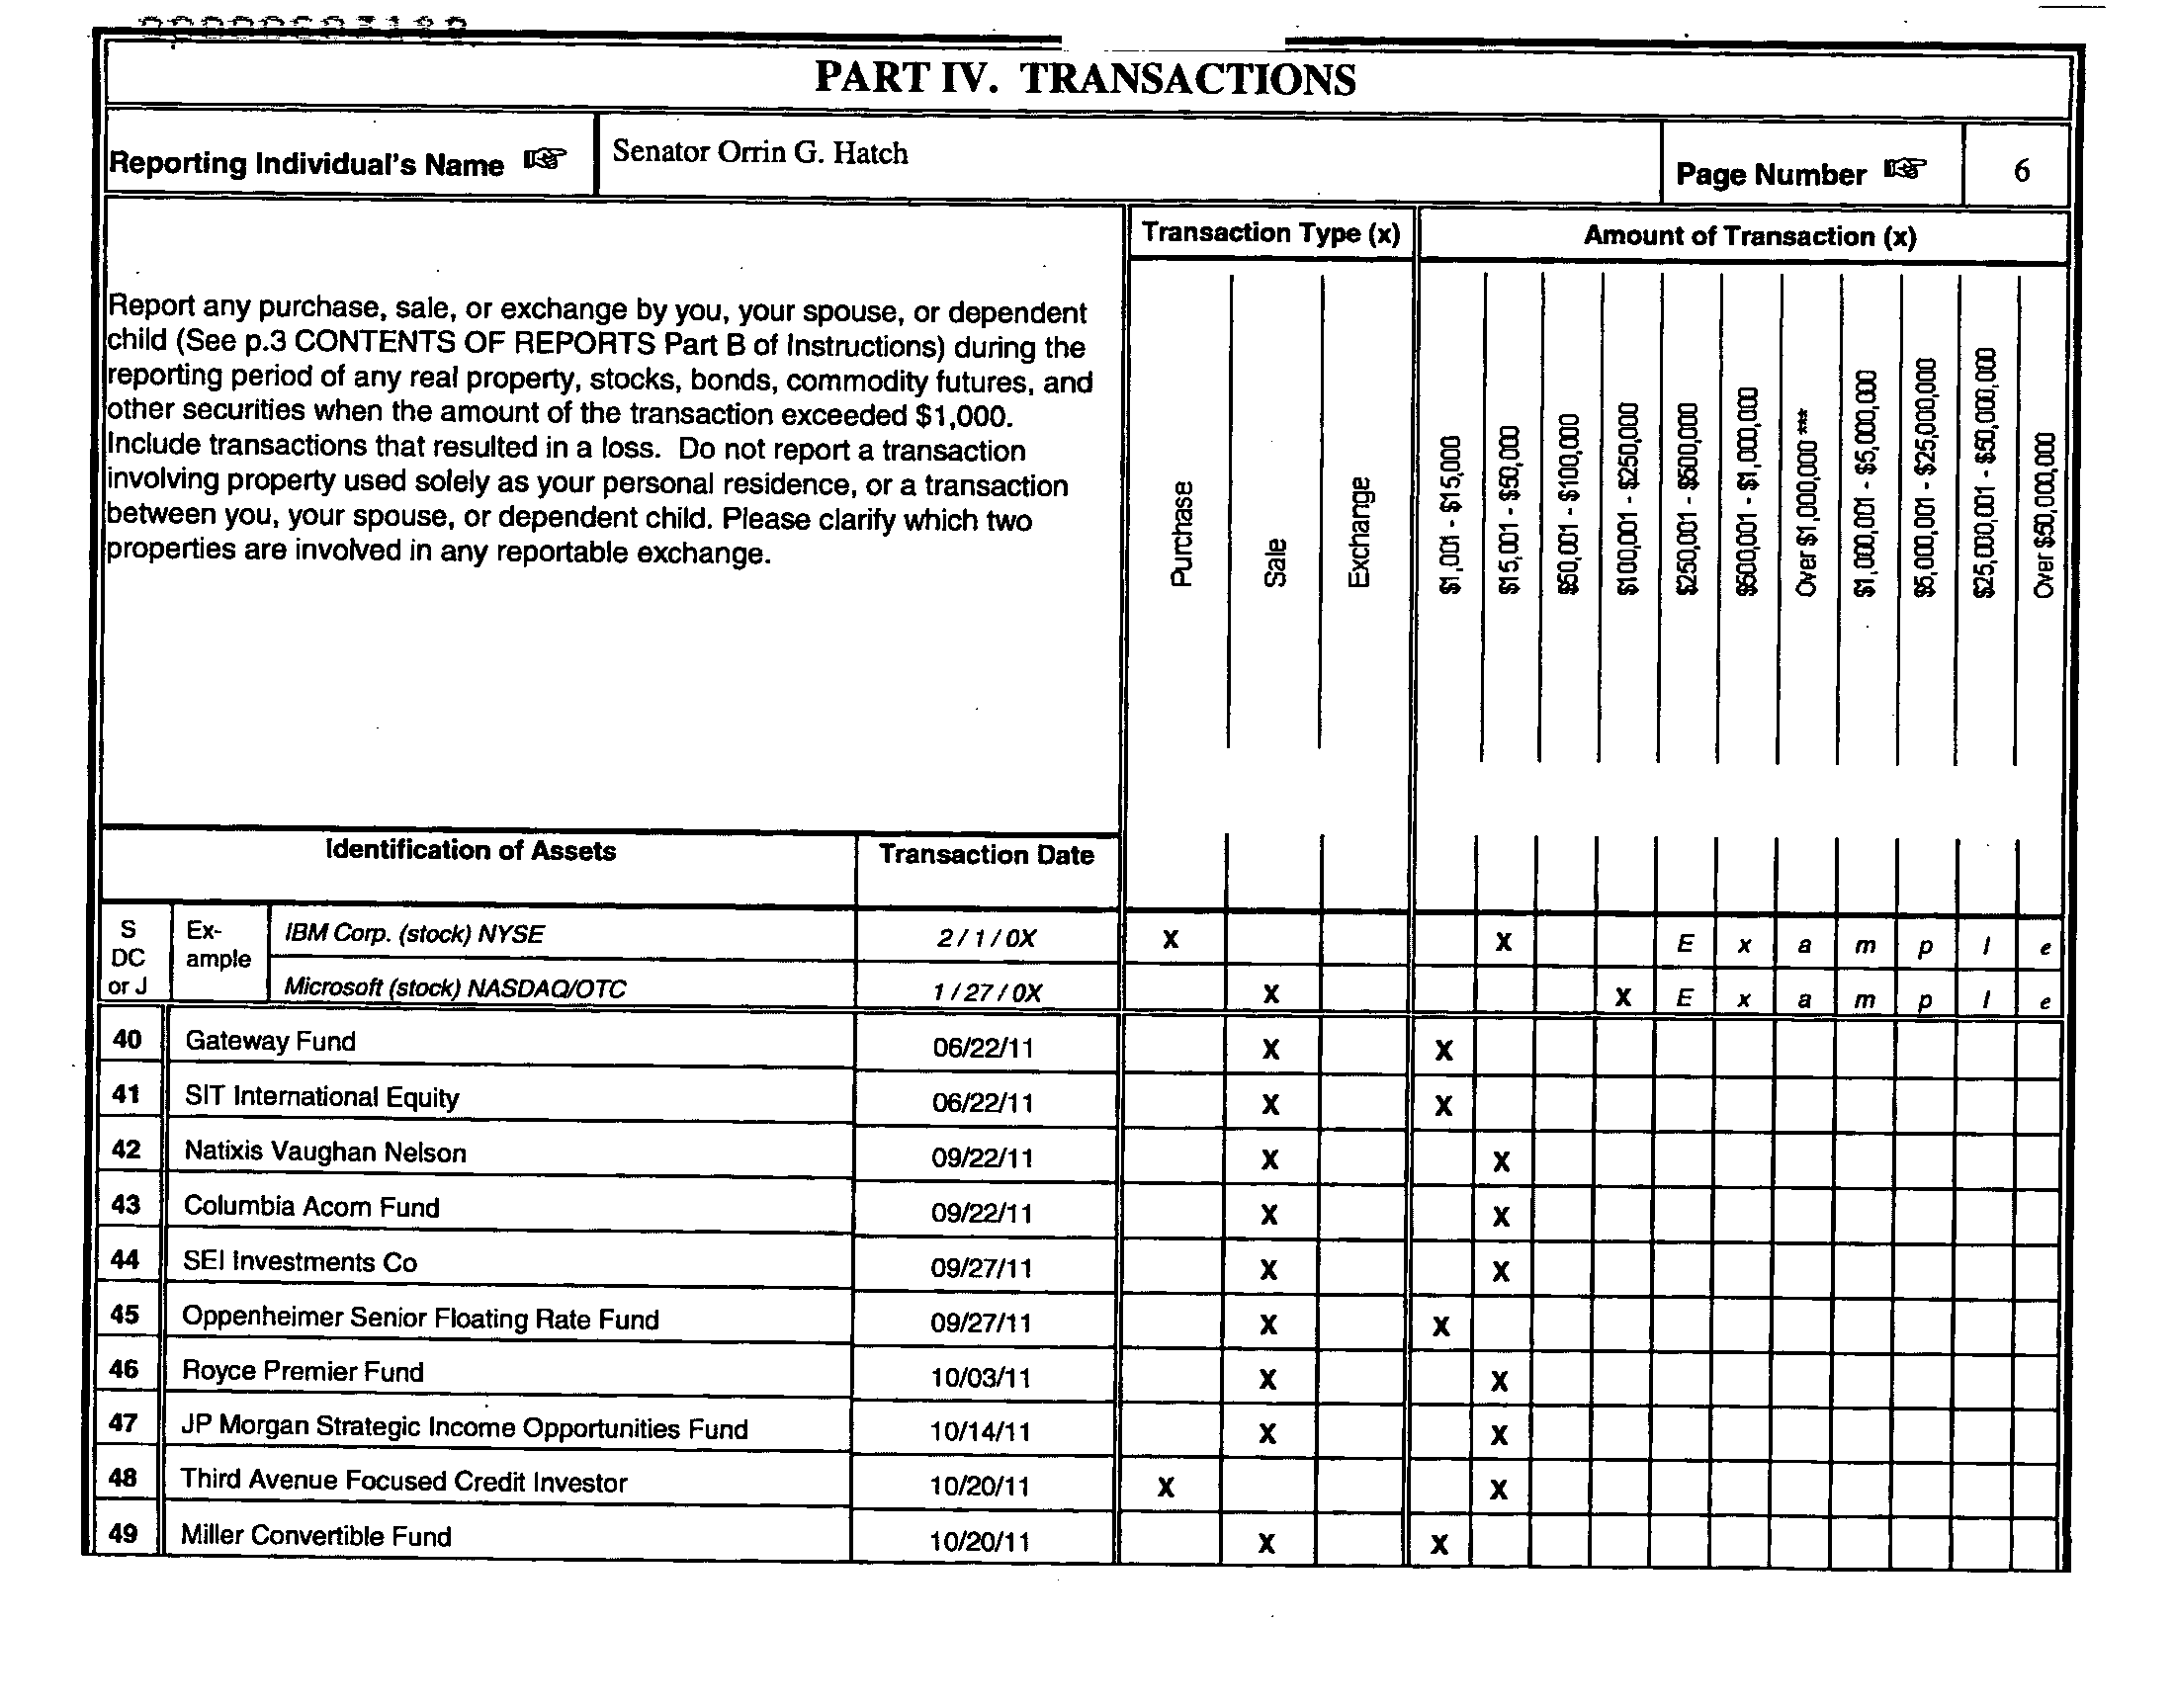 PART IV. TRANSACTIONS
Reporting Individual's Name ☞ Senator Orrin G. Hatch Page Number ☞ 6
Transaction Type (x) Amount of Transaction (x)
Report any purchase, sale, or exchange by you, your spouse, or dependent
child (See p.3 CONTENTS OF REPORTS Part B of Instructions) during the
reporting period of any real property, stocks, bonds, commodity futures, and
other securities when the amount of the transaction exceeded $1,000.
Include transactions that resulted in a loss. Do not report a transaction
involving property used solely as your personal residence, or a transaction
between you, your spouse, or dependent child. Please clarify which two
properties are involved in any reportable exchange.
Purchase
Sale
Exchange
$1,001 - $15,000
$15,001 - $50,000
$50,001 - $100,000
$100,001 - $250,000
$250,001 - $500,000
$500,001 - $1,000,000
Over $1,000,000 ***
$1,000,001 - $5,000,000
$5,000,001 - $25,000,000
$25,000,001 - $50,000,000
Over $50,000,000
Identification of Assets Transaction Date
S
DC
or J
Ex-
ample
IBM Corp. (stock) NYSE 2 / 1 / 0X X X E x a m p l e
Microsoft (stock) NASDAQ/OTC 1 / 27 / 0X X X E x a m p l e
40 Gateway Fund 06/22/11 X X
41 SIT International Equity 06/22/11 X X
42 Natixis Vaughan Nelson 09/22/11 X X
43 Columbia Acorn Fund 09/22/11 X X
44 SEI Investments Co 09/27/11 X X
45 Oppenheimer Senior Floating Rate Fund 09/27/11 X X
46 Royce Premier Fund 10/03/11 X X
47 JP Morgan Strategic Income Opportunities Fund 10/14/11 X X
48 Third Avenue Focused Credit Investor 10/20/11 X X
49 Miller Convertible Fund 10/20/11 X X